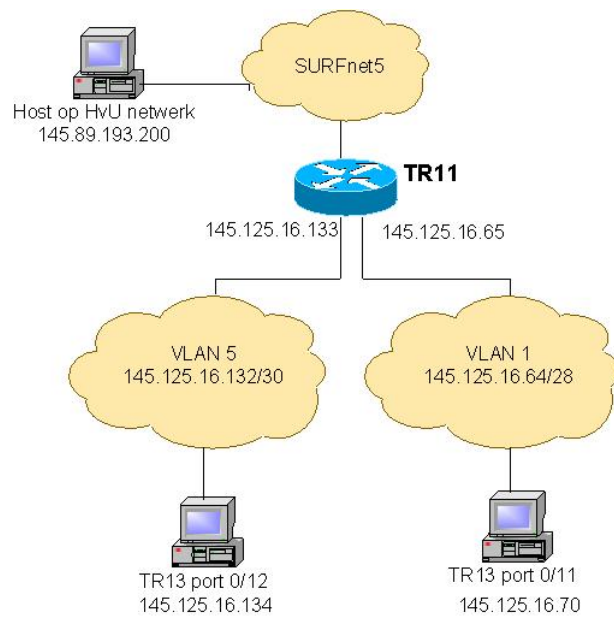 SURFnet5
Host op HvU netwerk
145.89.193.200
TR11
145.125.16.133
145.125.16.65
VLAN 5
145.125.16.132/30
VLAN 1
145.125.16.64/28
TR13 port 0/12
145.125.16.134
TR13 port 0/11
145.125.16.70